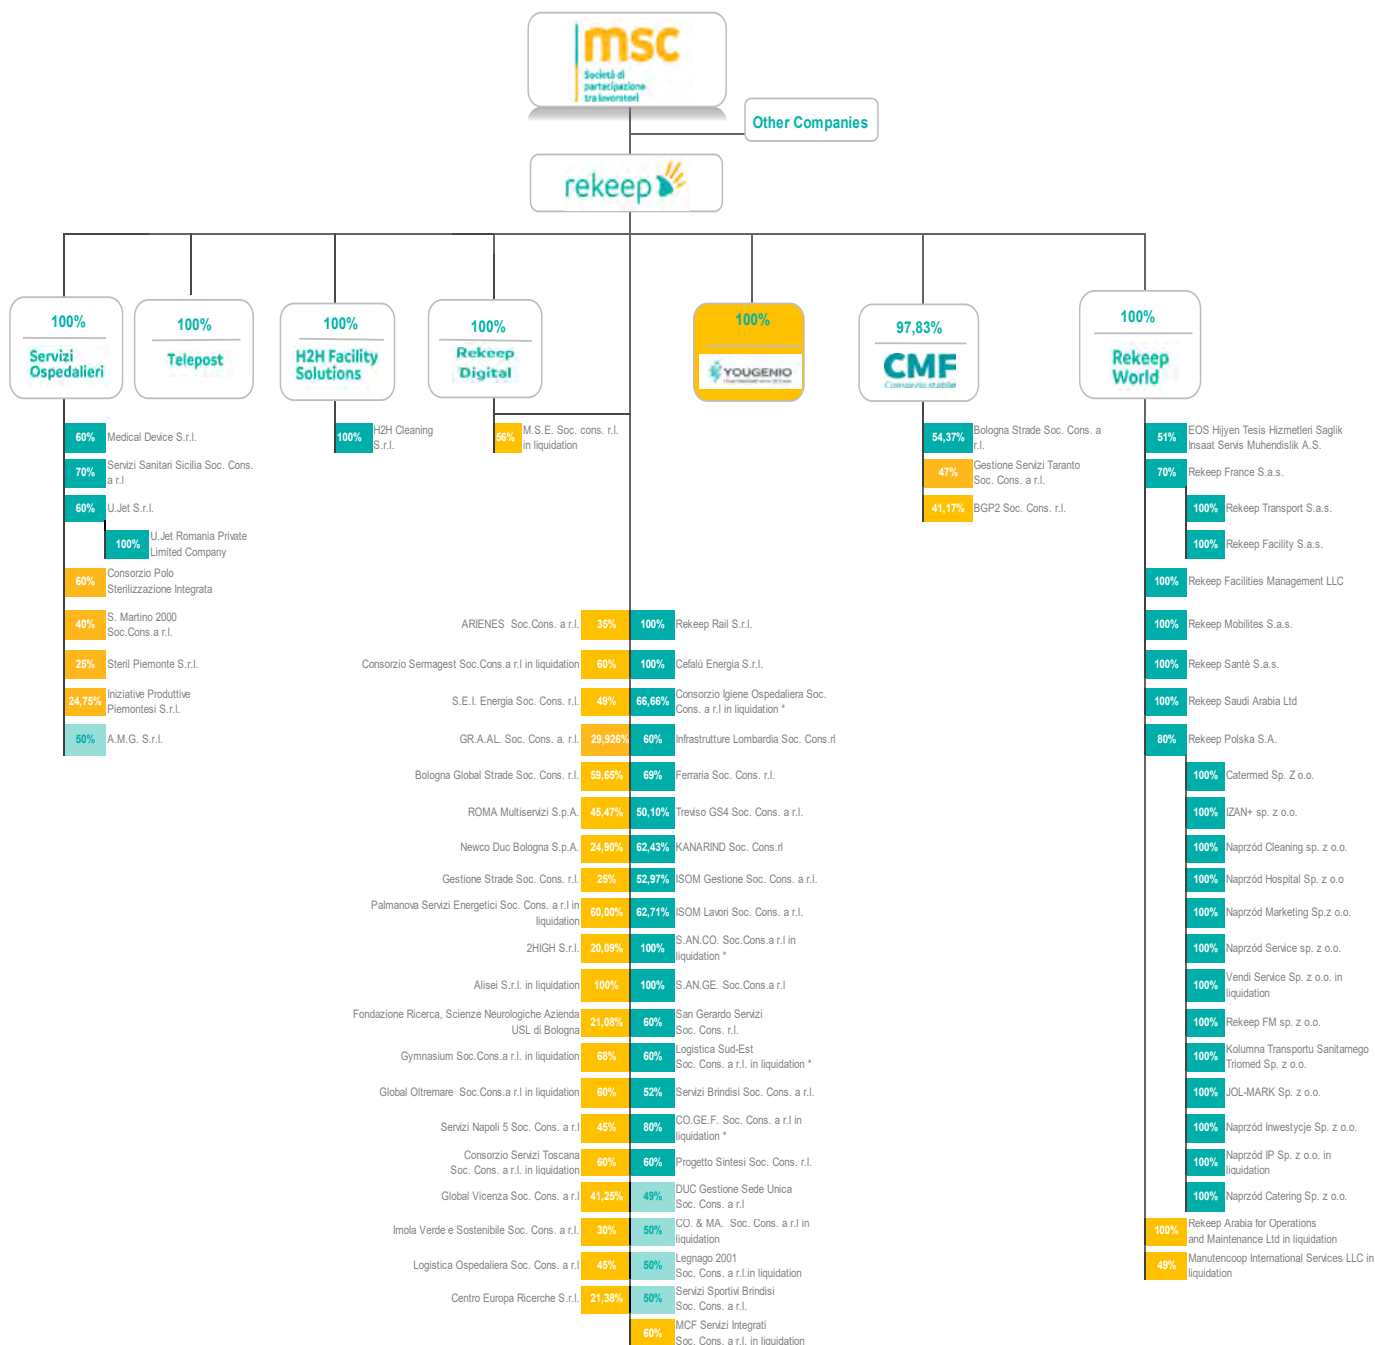 msc
Società di
partecipazione
tra lavoratori
Other Companies
rekeep
100%
Servizi
Ospedalieri
100%
Telepost
100%
H2H Facility
Solutions
100%
Rekeep
Digital
100%
YOUGENIO
97,83%
CMF
Consorzio stabile
100%
Rekeep
World
60% Medical Device S.r.l.
70% Servizi Sanitari Sicilia Soc. Cons.
a r.l
60% U.Jet S.r.l.
100% U.Jet Romania Private
Limited Company
60% Consorzio Polo
Sterilizzazione Integrata
40% S. Martino 2000
Soc.Cons.a r.l.
25% Steril Piemonte S.r.l.
24,75% Iniziative Produttive
Piemontesi S.r.l.
50% A.M.G. S.r.l.
100% H2H Cleaning
S.r.l.
56% M.S.E. Soc. cons. r.l.
in liquidation
ARIENES Soc.Cons. a r.l. 35%
Consorzio Sermagest Soc.Cons.a r.l in liquidation 60%
S.E.I. Energia Soc. Cons. r.l. 49%
GR.A.AL. Soc. Cons. a. r.l. 29,926%
Bologna Global Strade Soc. Cons. r.l. 59,65%
ROMA Multiservizi S.p.A. 45,47%
Newco Duc Bologna S.p.A. 24,90%
Gestione Strade Soc. Cons. r.l. 25%
Palmanova Servizi Energetici Soc. Cons. a r.l in
liquidation 60,00%
2HIGH S.r.l. 20,09%
Alisei S.r.l. in liquidation 100%
Fondazione Ricerca, Scienze Neurologiche Azienda
USL di Bologna 21,08%
Gymnasium Soc.Cons.a r.l. in liquidation 68%
Global Oltremare Soc.Cons.a r.l in liquidation 60%
Servizi Napoli 5 Soc. Cons. a r.l 45%
Consorzio Servizi Toscana
Soc. Cons. a r.l. in liquidation 60%
Global Vicenza Soc. Cons. a r.l 41,25%
Imola Verde e Sostenibile Soc. Cons. a r.l. 30%
Logistica Ospedaliera Soc. Cons. a r.l 45%
Centro Europa Ricerche S.r.l. 21,38%
100% Rekeep Rail S.r.l.
100% Cefalù Energia S.r.l.
66,66% Consorzio Igiene Ospedaliera Soc.
Cons. a r.l in liquidation *
60% Infrastrutture Lombardia Soc. Cons.rl
69% Ferraria Soc. Cons. r.l.
50,10% Treviso GS4 Soc. Cons. a r.l.
62,43% KANARIND Soc. Cons.rl
52,97% ISOM Gestione Soc. Cons. a r.l.
62,71% ISOM Lavori Soc. Cons. a r.l.
100% S.AN.CO. Soc.Cons.a r.l in
liquidation *
100% S.AN.GE. Soc.Cons.a r.l
60% San Gerardo Servizi
Soc. Cons. r.l.
60% Logistica Sud-Est
Soc. Cons. a r.l. in liquidation *
52% Servizi Brindisi Soc. Cons. a r.l.
80% CO.GE.F. Soc. Cons. a r.l in
liquidation *
60% Progetto Sintesi Soc. Cons. r.l.
49% DUC Gestione Sede Unica
Soc. Cons. a r.l
50% CO. & MA. Soc. Cons. a r.l in
liquidation
50% Legnago 2001
Soc. Cons. a r.l.in liquidation
50% Servizi Sportivi Brindisi
Soc. Cons. a r.l.
60% MCF Servizi Integrati
Soc. Cons. a r.l. in liquidation
54,37% Bologna Strade Soc. Cons. a
r.l.
47% Gestione Servizi Taranto
Soc. Cons. a r.l.
41,17% BGP2 Soc. Cons. r.l.
51% EOS Hijyen Tesis Hizmetleri Saglik
Insaat Servis Muhendislik A.S.
70% Rekeep France S.a.s.
100% Rekeep Transport S.a.s.
100% Rekeep Facility S.a.s.
100% Rekeep Facilities Management LLC
100% Rekeep Mobilites S.a.s.
100% Rekeep Santè S.a.s.
100% Rekeep Saudi Arabia Ltd
80% Rekeep Polska S.A.
100% Catermed Sp. Z o.o.
100% IZAN+ sp. z o.o.
100% Naprzód Cleaning sp. z o.o.
100% Naprzód Hospital Sp. z o.o
100% Naprzód Marketing Sp.z o.o.
100% Naprzód Service sp. z o.o.
100% Vendi Service Sp. z o.o. in
liquidation
100% Rekeep FM sp. z o.o.
100% Kolumna Transportu Sanitarnego
Triomed Sp. z o.o.
100% JOL-MARK Sp. z o.o.
100% Naprzód Inwestycje Sp. z o.o.
100% Naprzód IP Sp. z o.o. in
liquidation
100% Naprzód Catering Sp. z o.o.
100% Rekeep Arabia for Operations
and Maintenance Ltd in liquidation
49% Manutencoop International Services LLC in
liquidation